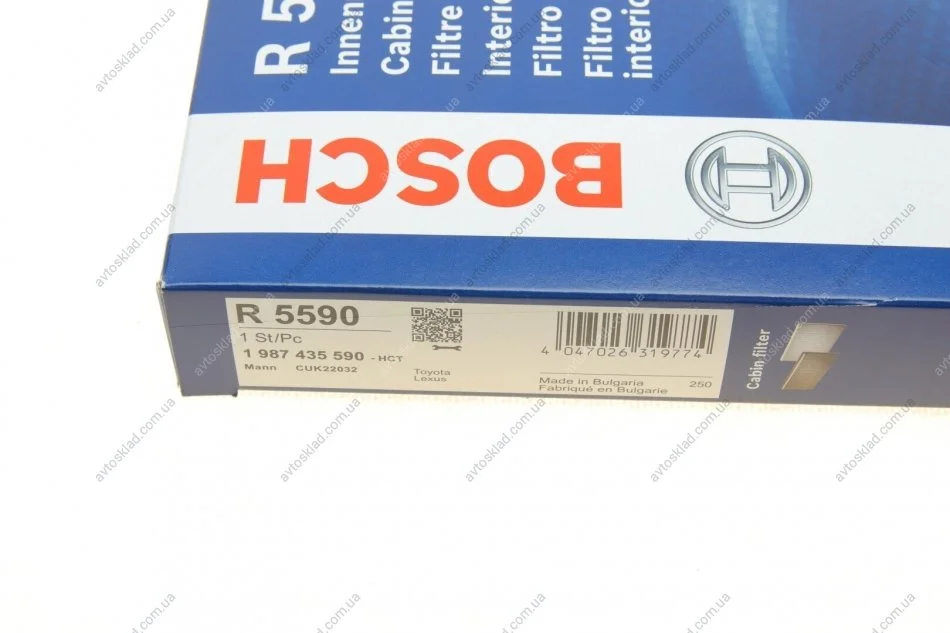 R 5
Innen
Cabin
Filtre
Interio
Filtro
Filtro
interio
BOSCH
R 5590
1 St/Pc
1 987 435 590 - HCT
Mann CUK22032
Toyota
Lexus
4 047026 319774
Made in Bulgaria 250
Fabriqué en Bulgarie
Cabin filter
avtosklad.com.ua